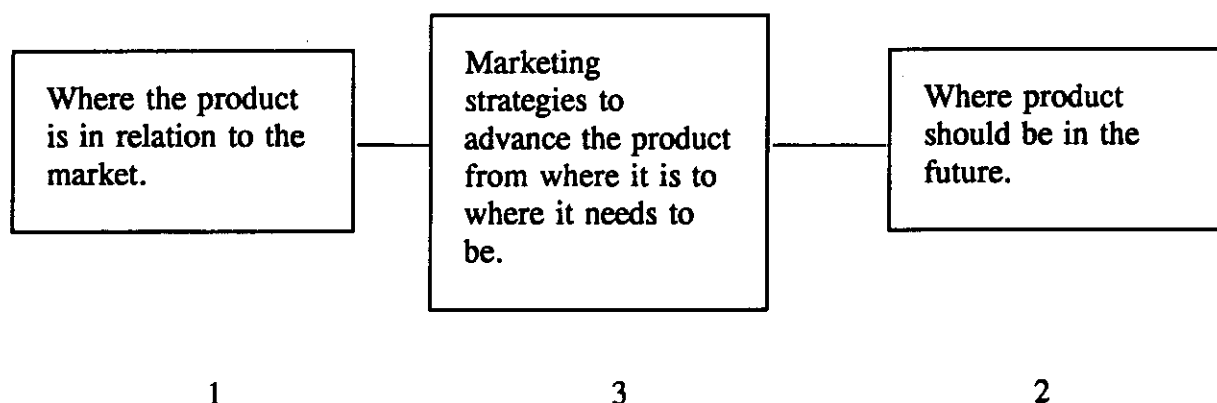 Where the product
is in relation to the
market.
Marketing
strategies to
advance the product
from where it is to
where it needs to
be.
Where product
should be in the
future.
1
3
2